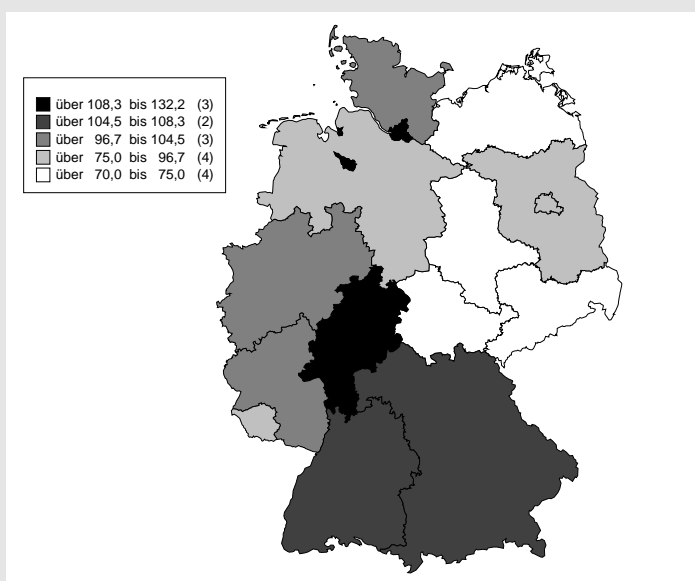 über 108,3 bis 132,2 (3)
über 104,5 bis 108,3 (2)
über 96,7 bis 104,5 (3)
über 75,0 bis 96,7 (4)
über 70,0 bis 75,0 (4)